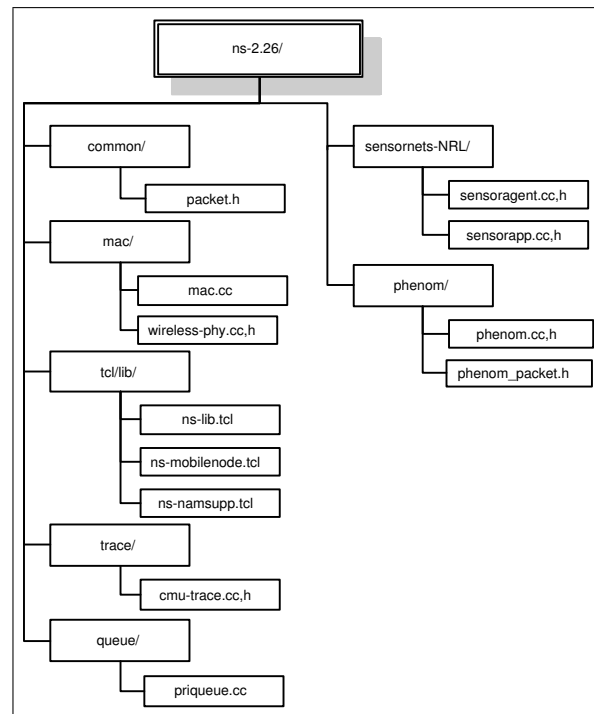 ns-2.26/
common/
packet.h
mac/
mac.cc
wireless-phy.cc,h
tcl/lib/
ns-lib.tcl
ns-mobilenode.tcl
ns-namsupp.tcl
trace/
cmu-trace.cc,h
queue/
priqueue.cc
sensornets-NRL/
sensoragent.cc,h
sensorapp.cc,h
phenom/
phenom.cc,h
phenom_packet.h